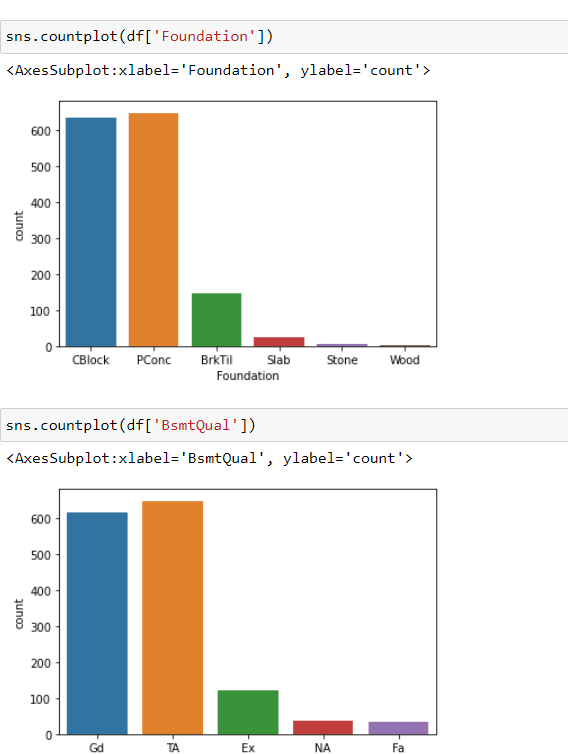 sns.countplot(df['Foundation'])
<AxesSubplot:xlabel='Foundation', ylabel='count'>
600
500
400
300
200
100
0
count
CBlock PConc BrkTil Slab Stone Wood
Foundation
sns.countplot(df['BsmtQual'])
<AxesSubplot:xlabel='BsmtQual', ylabel='count'>
600
500
400
300
200
100
0
count
Gd TA Ex NA Fa